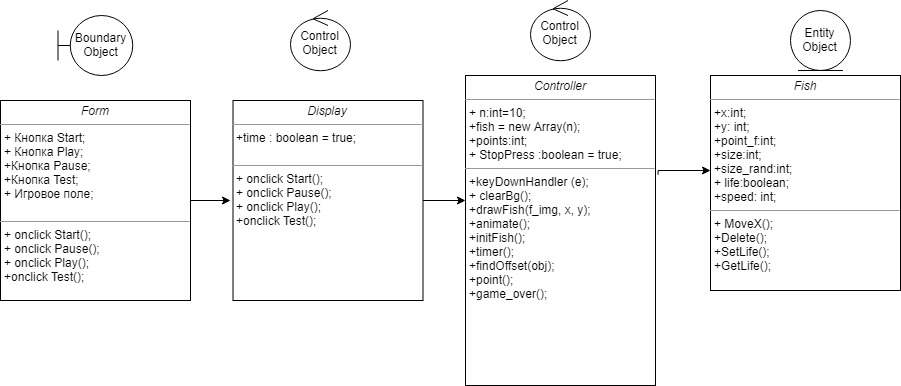 Boundary
Object
Control
Object
Control
Object
Entity
Object
Form
+ Кнопка Start;
+ Кнопка Play;
+Кнопка Pause;
+Кнопка Test;
+ Игровое поле;
+ onclick Start();
+ onclick Pause();
+ onclick Play();
+onclick Test();
Display
+time : boolean = true;
+ onclick Start();
+ onclick Pause();
+ onclick Play();
+onclick Test();
Controller
+ n:int=10;
+fish = new Array(n);
+points:int;
+ StopPress :boolean = true;
+keyDownHandler (e);
+ clearBg();
+drawFish(f_img, x, y);
+animate();
+initFish();
+timer();
+findOffset(obj);
+point();
+game_over();
Fish
+x:int;
+y: int;
+point_f:int;
+size:int;
+size_rand:int;
+ life:boolean;
+speed: int;
+ MoveX();
+Delete();
+SetLife();
+GetLife();